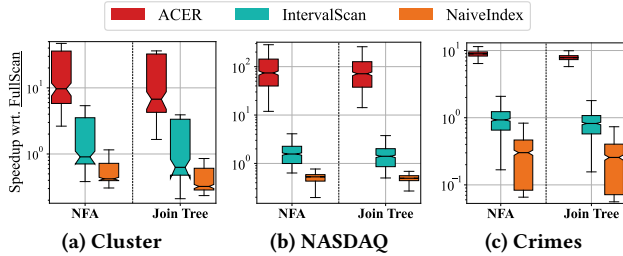 ACER IntervalScan NaiveIndex
Speedup wrt. FullScan
10¹
10⁰
NFA Join Tree
(a) Cluster
10²
10¹
10⁰
NFA Join Tree
(b) NASDAQ
10¹
10⁰
10⁻¹
NFA Join Tree
(c) Crimes